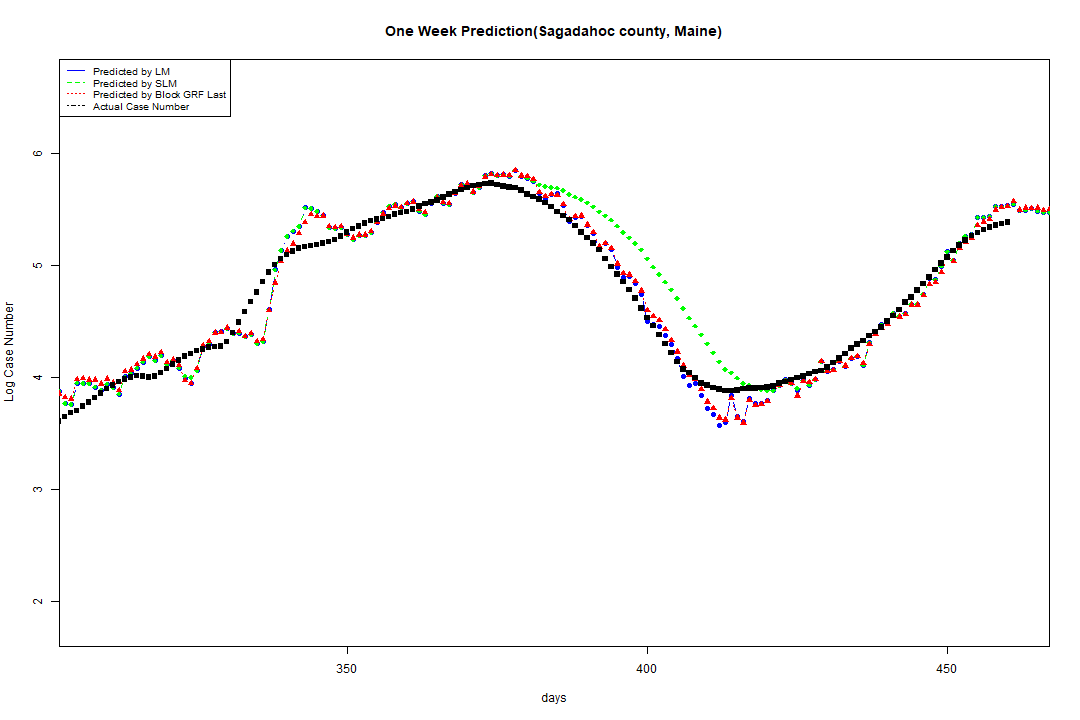 One Week Prediction(Sagadahoc county, Maine)
Predicted by LM
Predicted by SLM
Predicted by Block GRF Last
Actual Case Number
6
5
4
3
2
Log Case Number
350 400 450
days